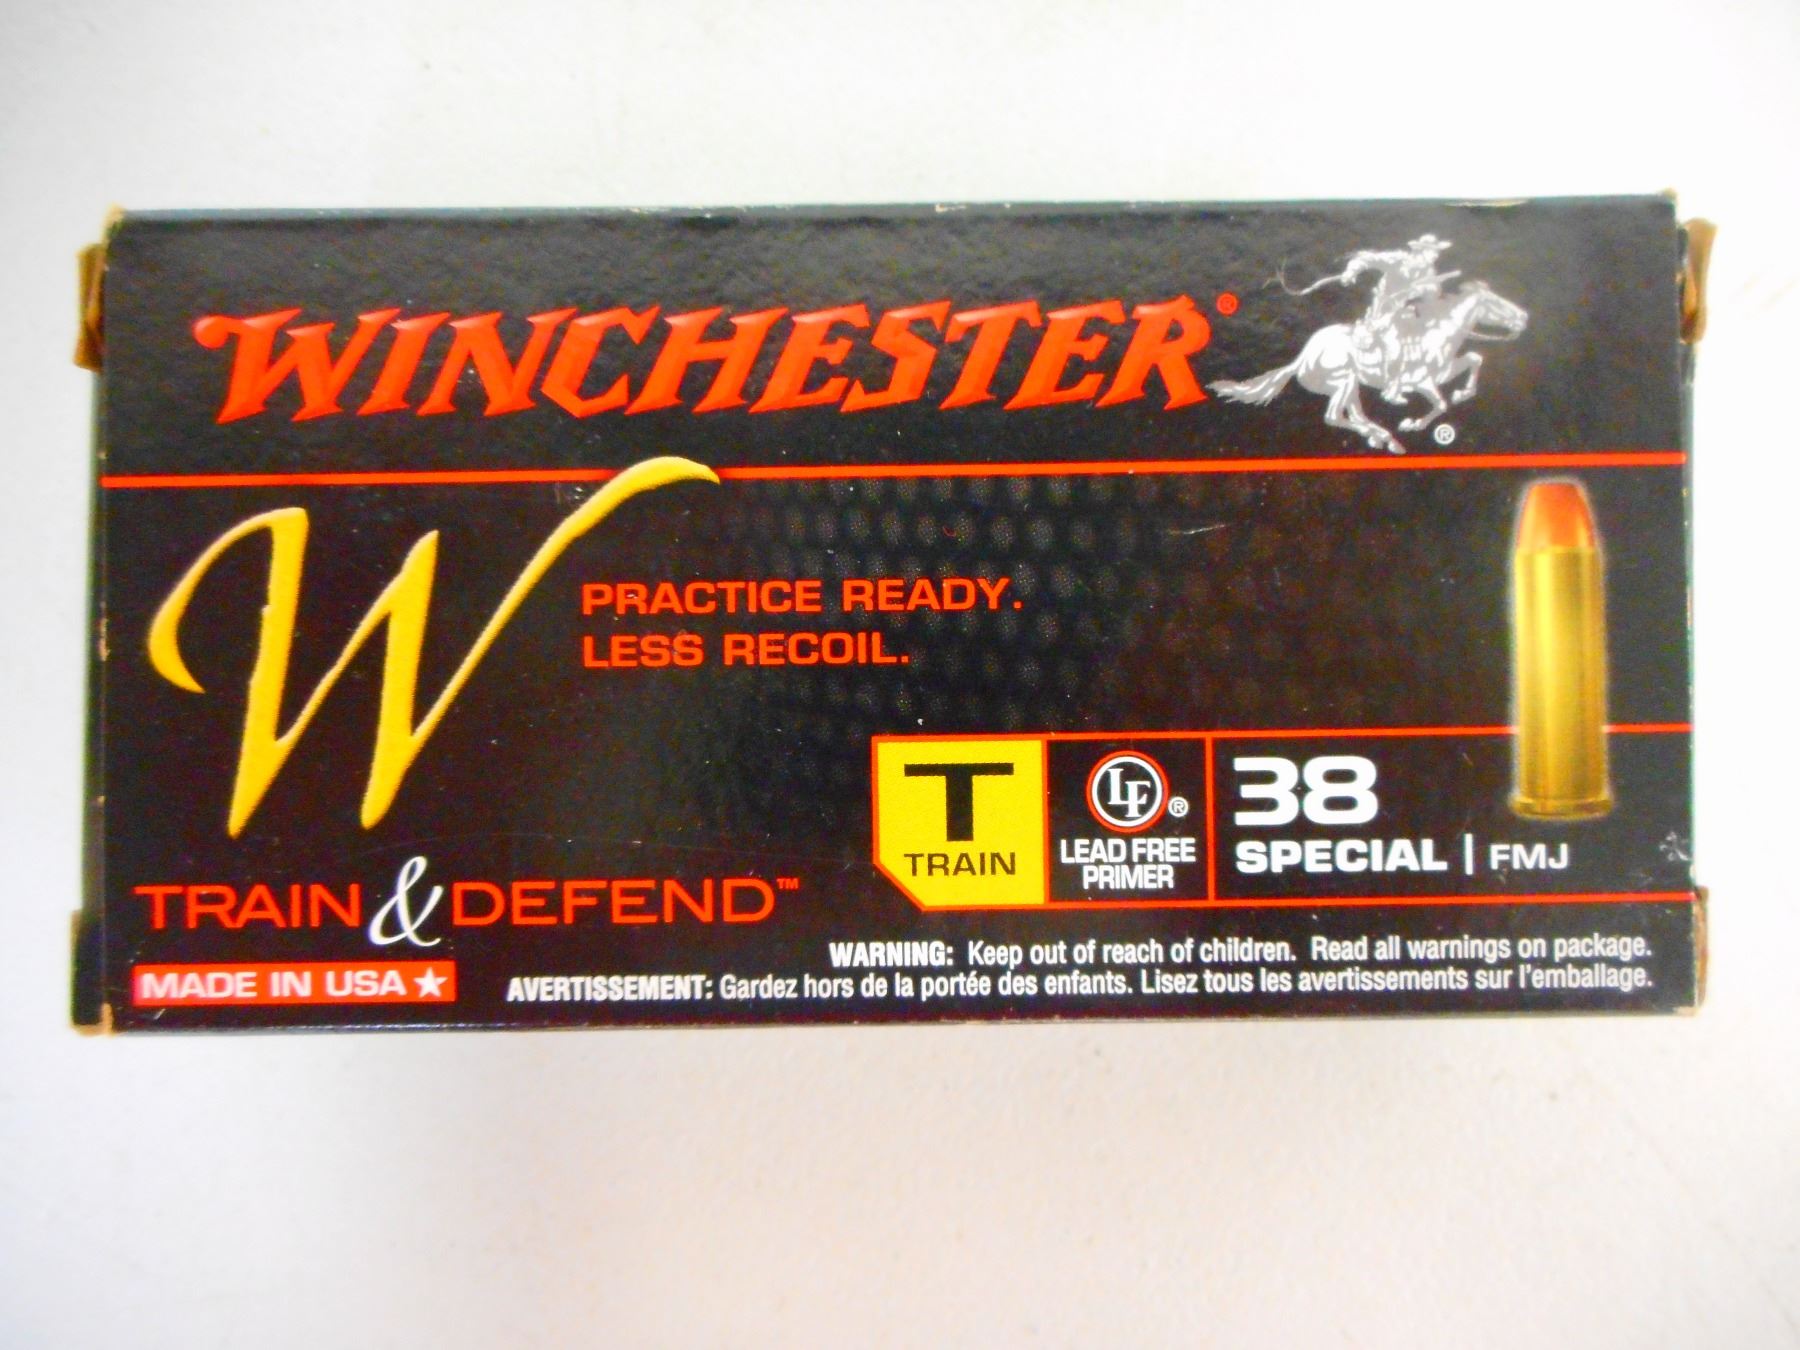 WINCHESTER®
®
W
PRACTICE READY.
LESS RECOIL.
T
TRAIN
LF®
LEAD FREE
PRIMER
38
SPECIAL | FMJ
TRAIN & DEFEND™
MADE IN USA ★
WARNING: Keep out of reach of children. Read all warnings on package.
AVERTISSEMENT: Gardez hors de la portée des enfants. Lisez tous les avertissements sur l'emballage.